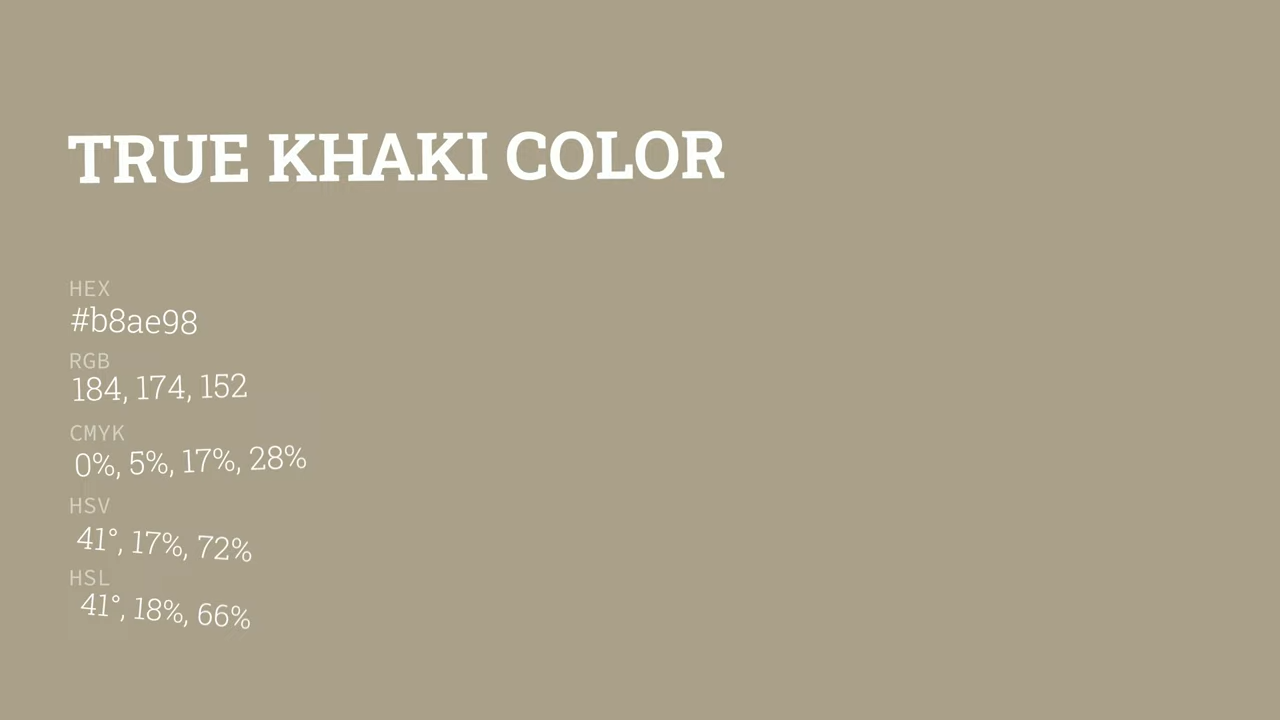 TRUE KHAKI COLOR
HEX
#b8ae98
RGB
184, 174, 152
CMYK
0%, 5%, 17%, 28%
HSV
41°, 17%, 72%
HSL
41°, 18%, 66%